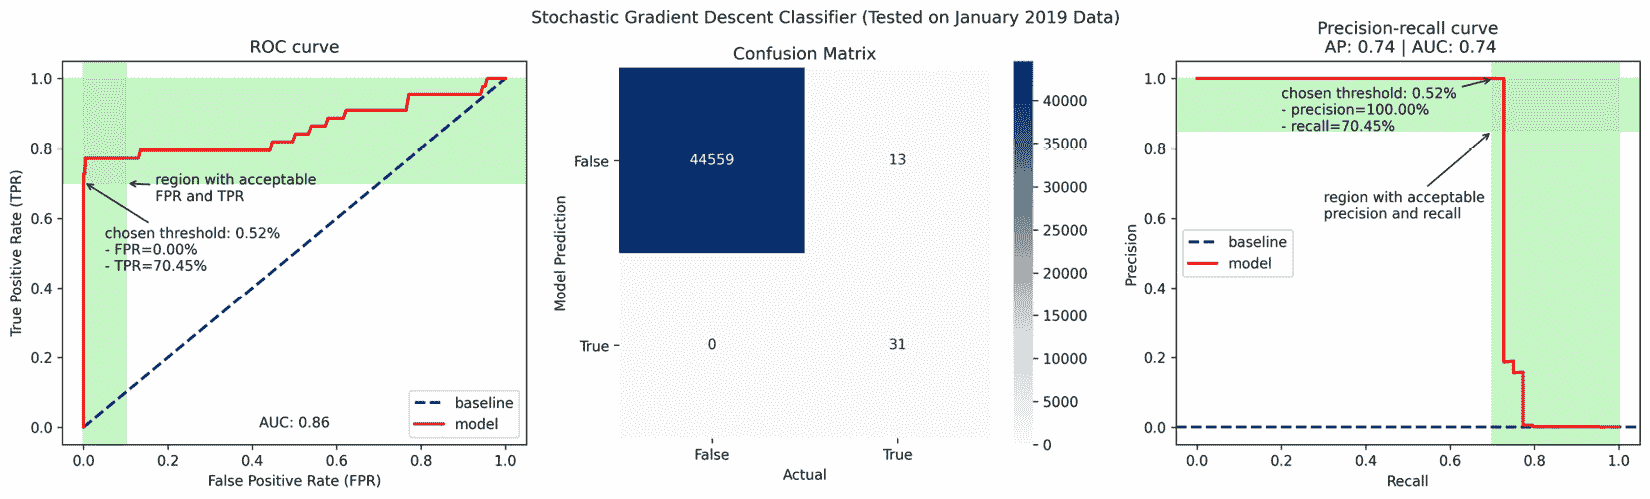 Stochastic Gradient Descent Classifier (Tested on January 2019 Data)
ROC curve
True Positive Rate (TPR)
1.0
0.8
0.6
0.4
0.2
0.0
region with acceptable
FPR and TPR
chosen threshold: 0.52%
- FPR=0.00%
- TPR=70.45%
AUC: 0.86
baseline
model
0.0 0.2 0.4 0.6 0.8 1.0
False Positive Rate (FPR)
Confusion Matrix
Model Prediction
False
44559 13
True
0 31
False True
Actual
40000
35000
30000
25000
20000
15000
10000
5000
0
Precision-recall curve
AP: 0.74 | AUC: 0.74
Precision
1.0
0.8
0.6
0.4
0.2
0.0
chosen threshold: 0.52%
- precision=100.00%
- recall=70.45%
region with acceptable
precision and recall
baseline
model
0.0 0.2 0.4 0.6 0.8 1.0
Recall